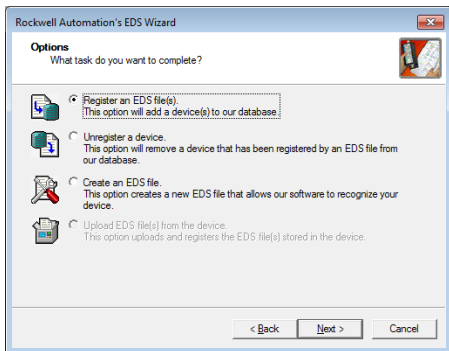 Rockwell Automation's EDS Wizard
Options
What task do you want to complete?
Register an EDS file(s).
This option will add a device(s) to our database.
Unregister a device.
This option will remove a device that has been registered by an EDS file from
our database.
Create an EDS file.
This option creates a new EDS file that allows our software to recognize your
device.
Upload EDS file(s) from the device.
This option uploads and registers the EDS file(s) stored in the device.
< Back
Next >
Cancel